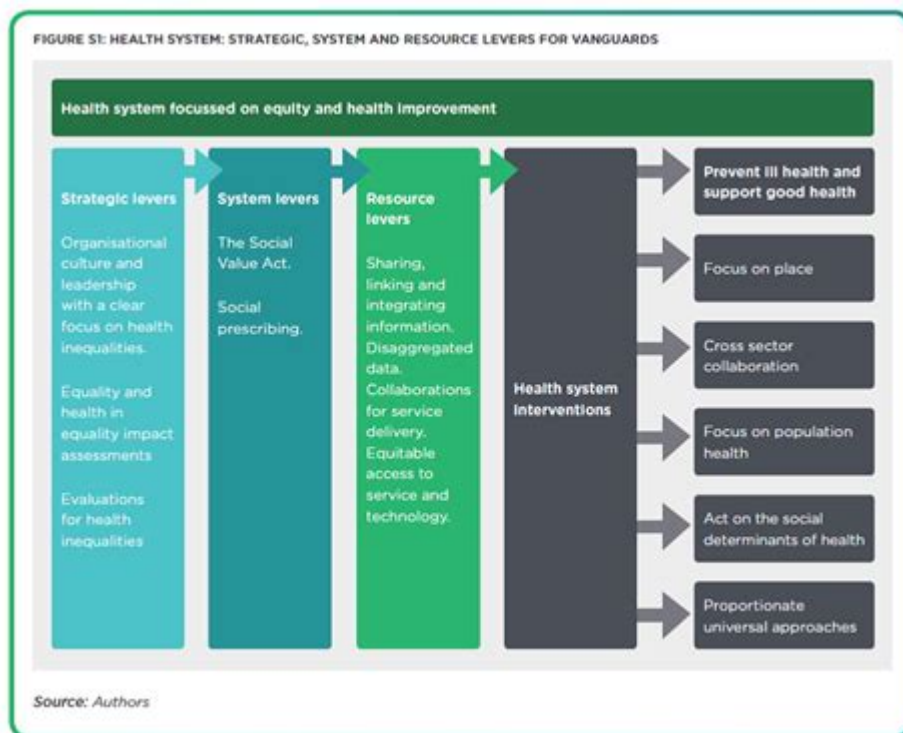 FIGURE S1: HEALTH SYSTEM: STRATEGIC, SYSTEM AND RESOURCE LEVERS FOR VANGUARDS
Health system focussed on equity and health improvement
Strategic levers
Organisational
culture and
leadership
with a clear
focus on health
inequalities.
Equality and
health in
equality impact
assessments
Evaluations
for health
inequalities
System levers
The Social
Value Act.
Social
prescribing.
Resource
levers
Sharing,
linking and
integrating
information.
Disaggregated
data.
Collaborations
for service
delivery.
Equitable
access to
service and
technology.
Health system
interventions
Prevent ill health and
support good health
Focus on place
Cross sector
collaboration
Focus on population
health
Act on the social
determinants of health
Proportionate
universal approaches
Source: Authors